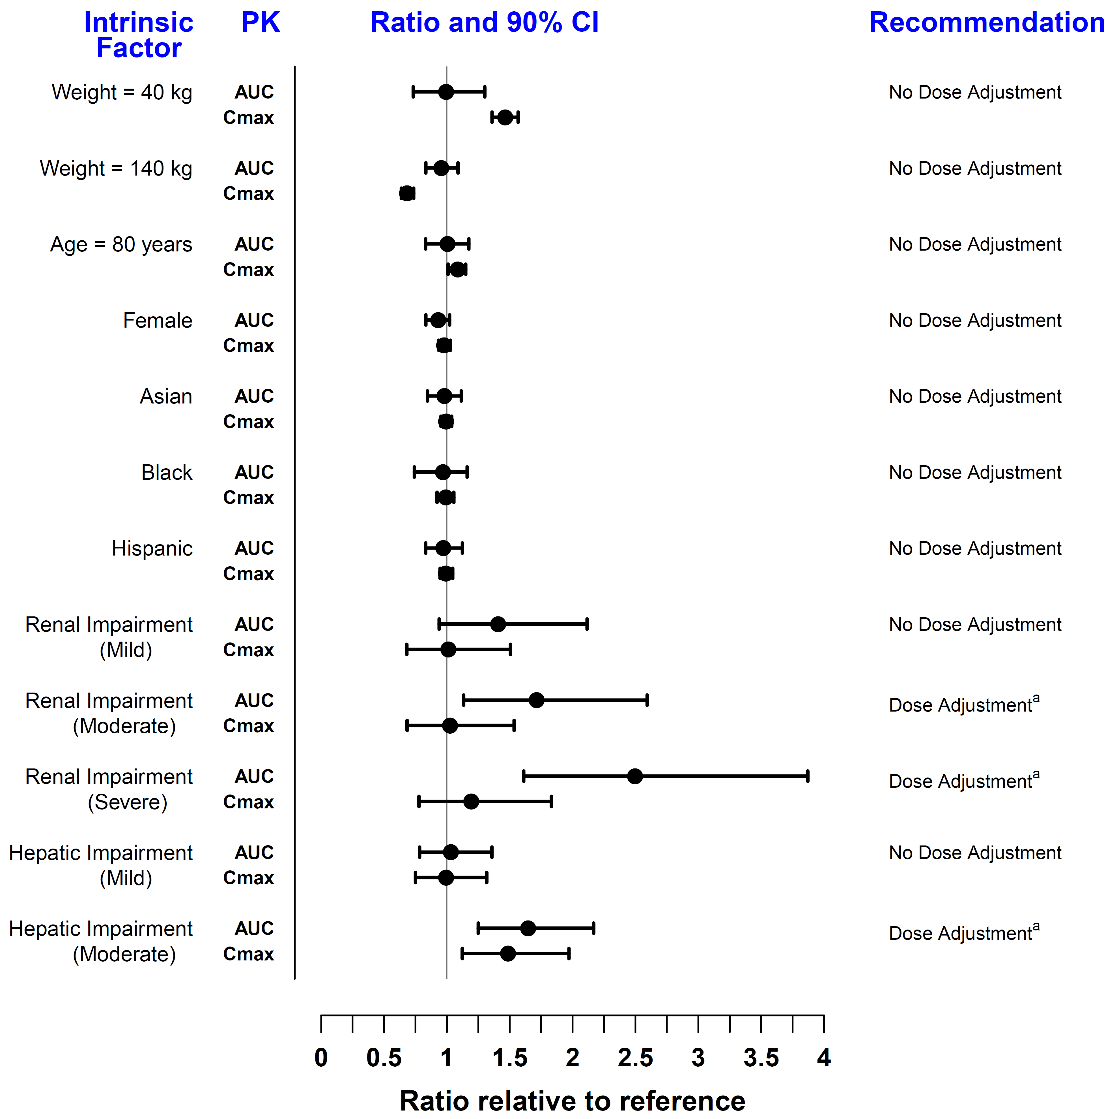 Intrinsic Factor PK Ratio and 90% CI Recommendation
Weight = 40 kg AUC No Dose Adjustment
Cmax
Weight = 140 kg AUC No Dose Adjustment
Cmax
Age = 80 years AUC No Dose Adjustment
Cmax
Female AUC No Dose Adjustment
Cmax
Asian AUC No Dose Adjustment
Cmax
Black AUC No Dose Adjustment
Cmax
Hispanic AUC No Dose Adjustment
Cmax
Renal Impairment AUC No Dose Adjustment
(Mild) Cmax
Renal Impairment AUC Dose Adjustmentᵃ
(Moderate) Cmax
Renal Impairment AUC Dose Adjustmentᵃ
(Severe) Cmax
Hepatic Impairment AUC No Dose Adjustment
(Mild) Cmax
Hepatic Impairment AUC Dose Adjustmentᵃ
(Moderate) Cmax
0 0.5 1 1.5 2 2.5 3 3.5 4
Ratio relative to reference